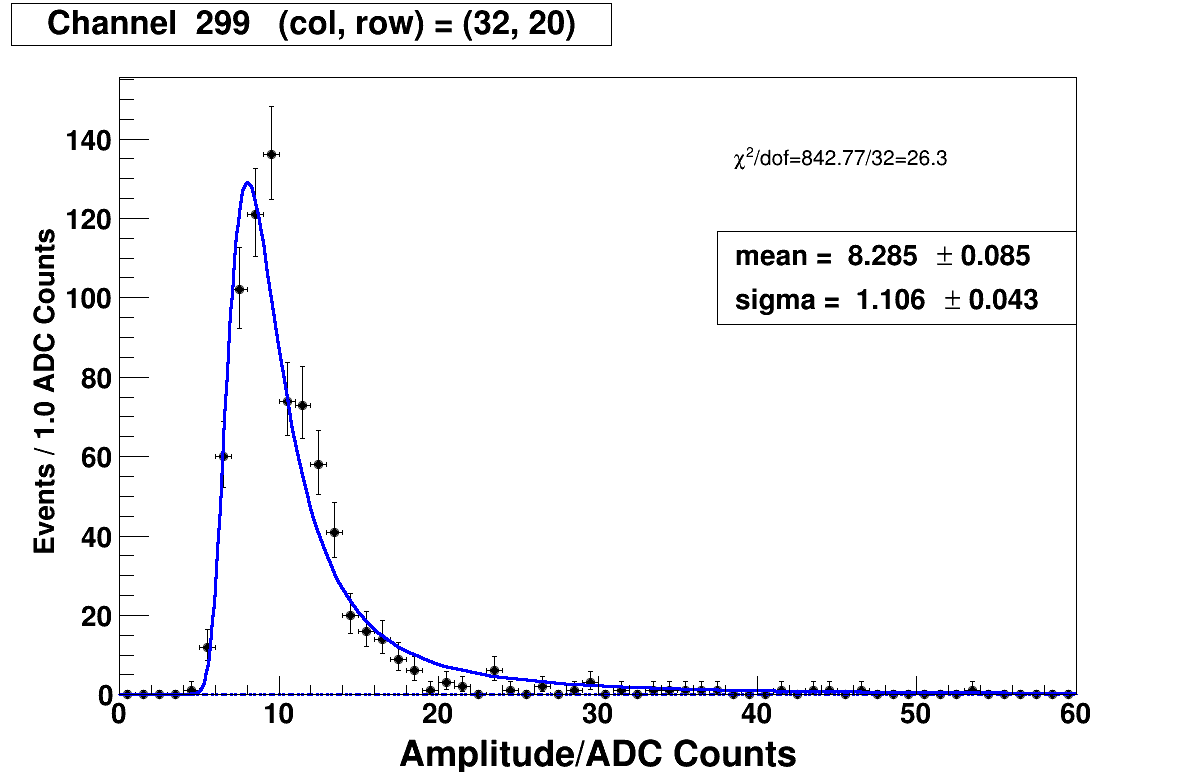 Channel 299 (col, row) = (32, 20)
χ²/dof=842.77/32=26.3
mean = 8.285 ± 0.085
sigma = 1.106 ± 0.043
Events / 1.0 ADC Counts
140
120
100
80
60
40
20
0
0 10 20 30 40 50 60
Amplitude/ADC Counts